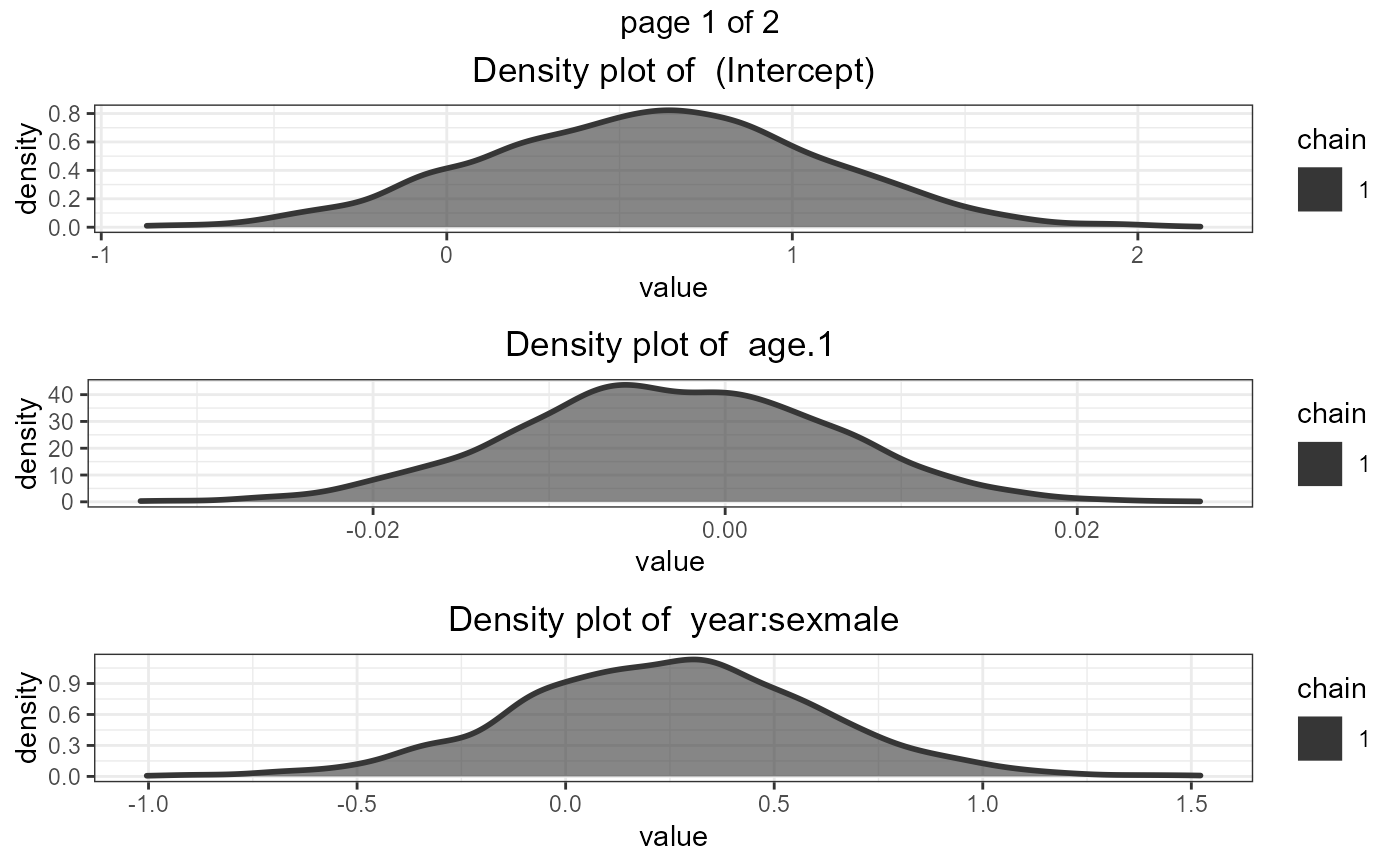 page 1 of 2
Density plot of  (Intercept)
density
0.8
0.6
0.4
0.2
0.0
-1 0 1 2
value
chain
1
Density plot of  age.1
density
40
30
20
10
0
-0.02 0.00 0.02
value
chain
1
Density plot of  year:sexmale
density
0.9
0.6
0.3
0.0
-1.0 -0.5 0.0 0.5 1.0 1.5
value
chain
1